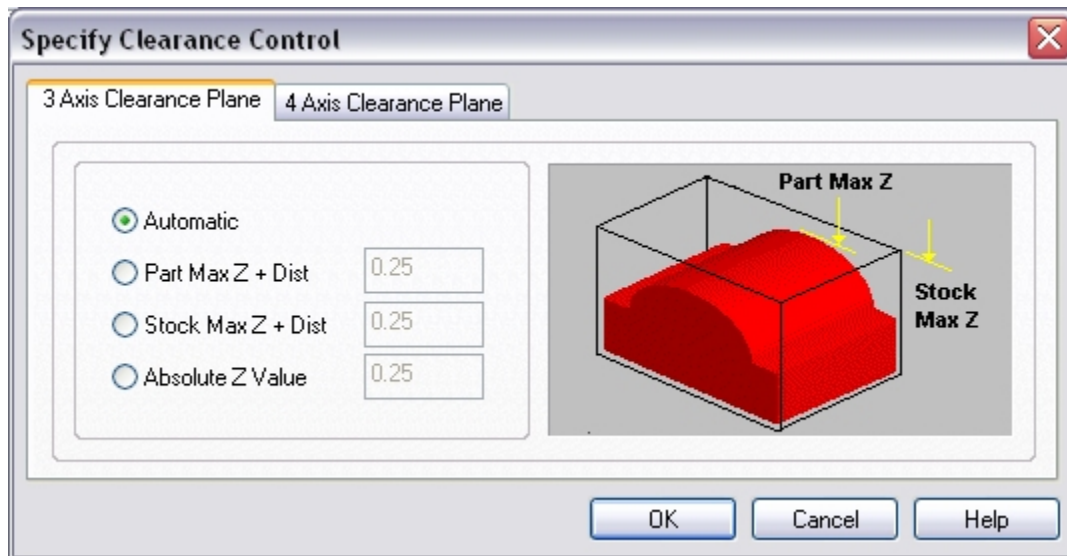 Specify Clearance Control
3 Axis Clearance Plane
4 Axis Clearance Plane
Automatic
Part Max Z + Dist
0.25
Stock Max Z + Dist
0.25
Absolute Z Value
0.25
Part Max Z
Stock
Max Z
OK
Cancel
Help